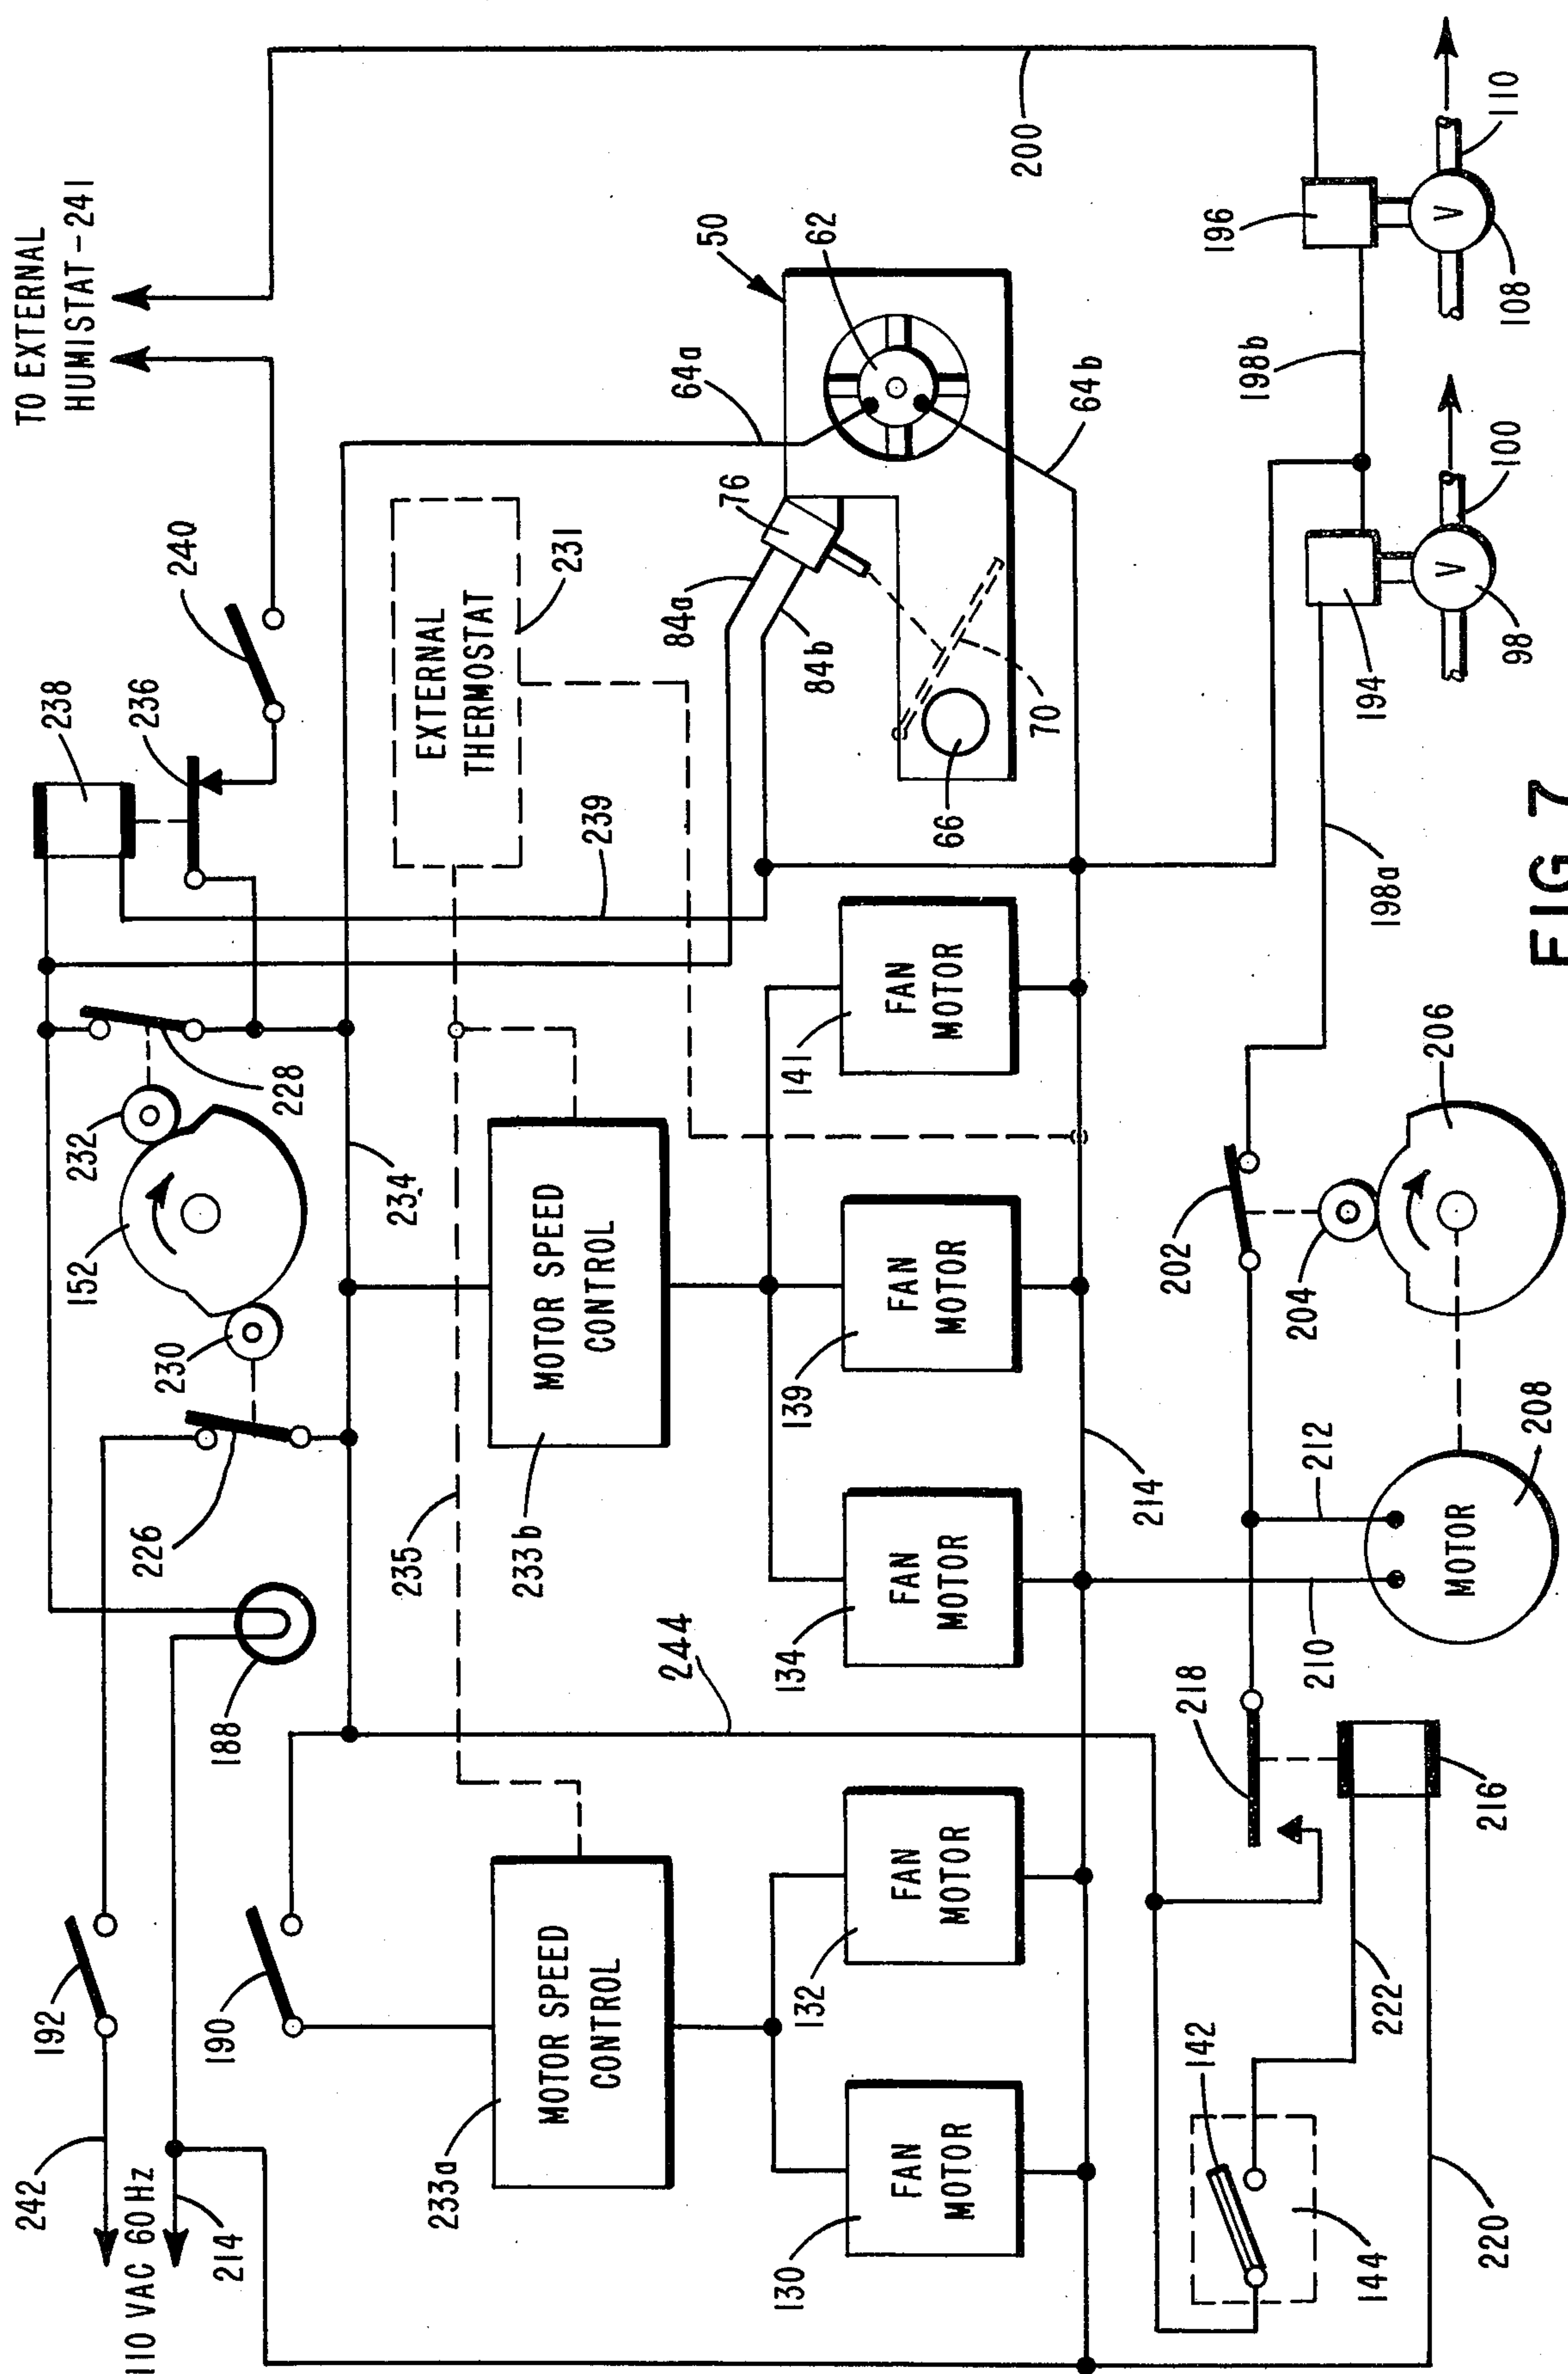 TO EXTERNAL
HUMISTAT-241
110 VAC 60 Hz
242
214
192
188
190
226
230
152
232
228
238
236
240
200
234
235
239
EXTERNAL
THERMOSTAT
231
64a
50
62
64b
76
84a
84b
70
66
233a
MOTOR SPEED
CONTROL
233b
MOTOR SPEED
CONTROL
244
130
FAN
MOTOR
132
FAN
MOTOR
134
FAN
MOTOR
139
FAN
MOTOR
141
FAN
MOTOR
214
142
144
222
220
218
216
210
212
MOTOR
208
202
204
206
198a
198b
194
196
V
98
100
V
108
110
FIG 7